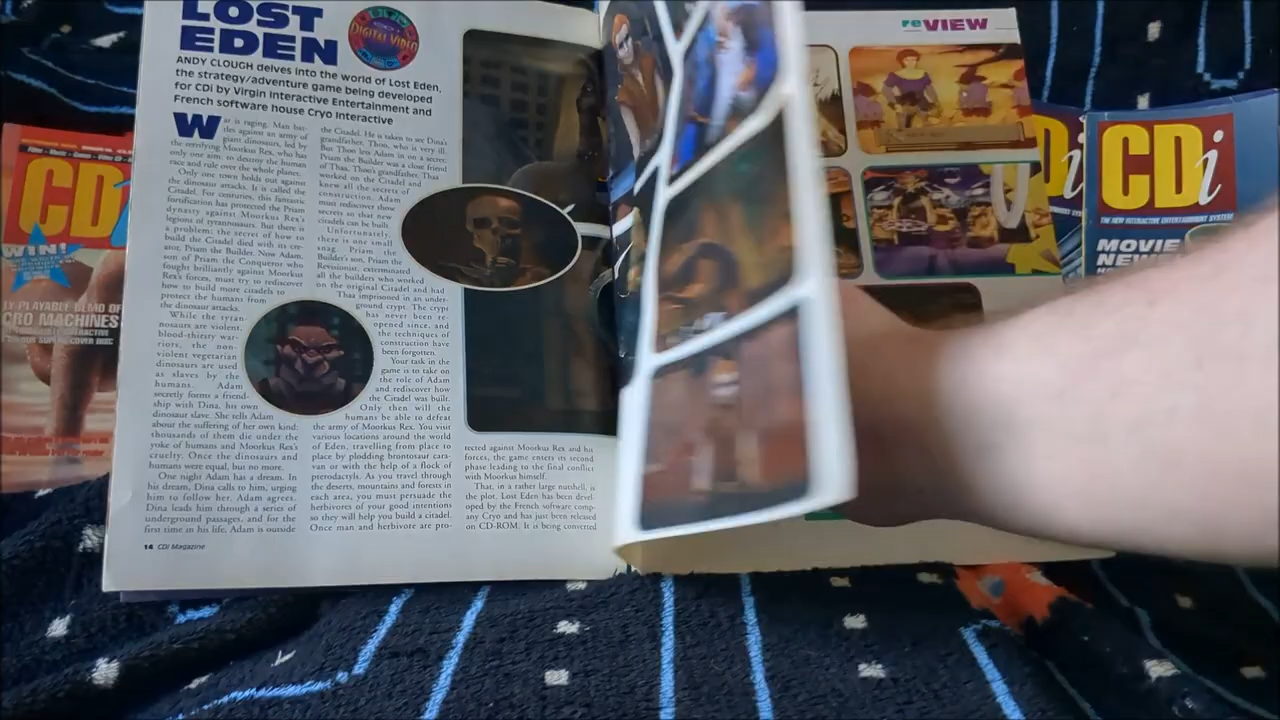 LOST
EDEN
DIGITAL VIDEO
ANDY CLOUGH delves into the world of Lost Eden,
the strategy/adventure game being developed
for CDi by Virgin Interactive Entertainment and
French software house Cryo Interactive
War is raging. Man bat-
tles against an army of
giant dinosaurs, led by
the terrifying Moorkus Rex, who has
only one aim: to destroy the human
race and rule over the whole planet.
Only one town holds out against
the dinosaur attacks. It is called the
Citadel. For centuries, this fantastic
fortification has protected the Priam
dynasty against Moorkus Rex's
legions of tyrannosaurs. But there is
a problem: the secret of how to
build the Citadel died with its cre-
ator, Priam the Builder. Now Adam,
son of Priam the Conqueror who
fought brilliantly against Moorkus
Rex's forces, must try to rediscover
how to build more citadels to
protect the humans from
the dinosaur attacks.
While the tyran-
nosaurs are violent,
blood-thirsty war-
riors, the non-
violent vegetarian
dinosaurs are used
as slaves by the
humans. Adam
secretly forms a friend-
ship with Dina, his own
dinosaur slave. She tells Adam
about the suffering of her own kind;
thousands of them die under the
yoke of humans and Moorkus Rex's
cruelty. Once the dinosaurs and
humans were equal, but no more.
One night Adam has a dream. In
his dream, Dina calls to him, urging
him to follow her. Adam agrees.
Dina leads him through a series of
underground passages, and for the
first time in his life, Adam is outside
the Citadel. He is taken to see Dina's
grandfather, Thoo, who is very ill.
But Thoo lets Adam in on a secret.
Priam the Builder was a close friend
of Thaa, Thoo's grandfather. Thaa
worked on the Citadel and
knew all the secrets of
construction. Adam
must rediscover those
secrets so that new
citadels can be built.
Unfortunately,
there is one small
snag. Priam the
Builder's son, Priam the
Revisionist, exterminated
all the builders who worked
on the original Citadel and had
Thaa imprisoned in an under-
ground crypt. The crypt
has never been re-
opened since, and
the techniques of
construction have
been forgotten.
Your task in the
game is to take on
the role of Adam
and rediscover how
the Citadel was built.
Only then will the
humans be able to defeat
the army of Moorkus Rex. You visit
various locations around the world
of Eden, travelling from place to
place by plodding brontosaur cara-
van or with the help of a flock of
pterodactyls. As you travel through
the deserts, mountains and forests in
each area, you must persuade the
herbivores of your good intentions
so they will help you build a citadel.
Once man and herbivore are pro-
tected against Moorkus Rex and his
forces, the game enters its second
phase leading to the final conflict
with Moorkus himself.
That, in a rather large nutshell, is
the plot. Lost Eden has been devel-
oped by the French software comp-
any Cryo and has just been released
on CD-ROM. It is being converted
14 CDi Magazine
reVIEW
CD
WIN!
PLAYABLE DEMO OF
MACHINES
CDi
THE NEW INTERACTIVE ENTERTAINMENT SYSTEM
MOVIE